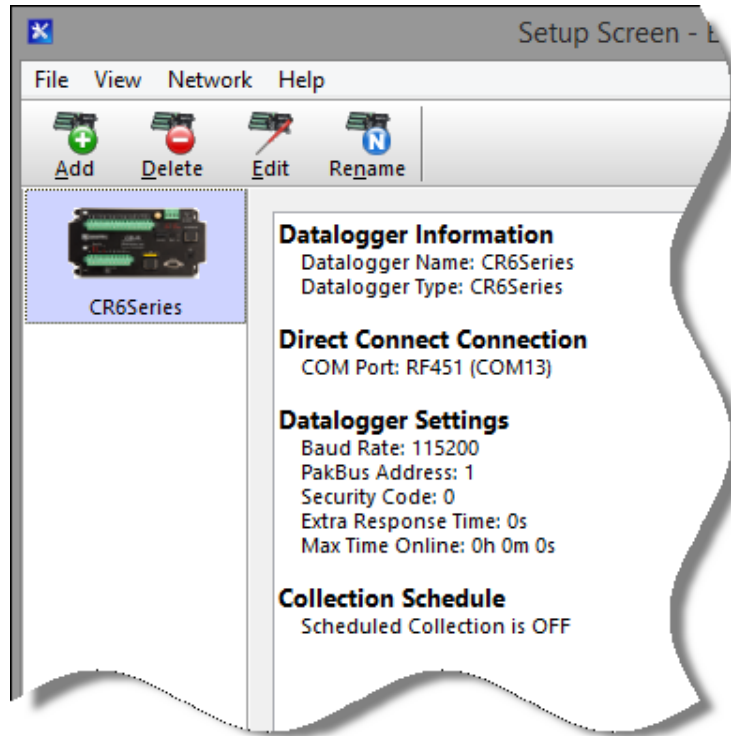 Setup Screen - E
File View Network Help
N
Add Delete Edit Rename
CR6Series
Datalogger Information
Datalogger Name: CR6Series
Datalogger Type: CR6Series
Direct Connect Connection
COM Port: RF451 (COM13)
Datalogger Settings
Baud Rate: 115200
PakBus Address: 1
Security Code: 0
Extra Response Time: 0s
Max Time Online: 0h 0m 0s
Collection Schedule
Scheduled Collection is OFF